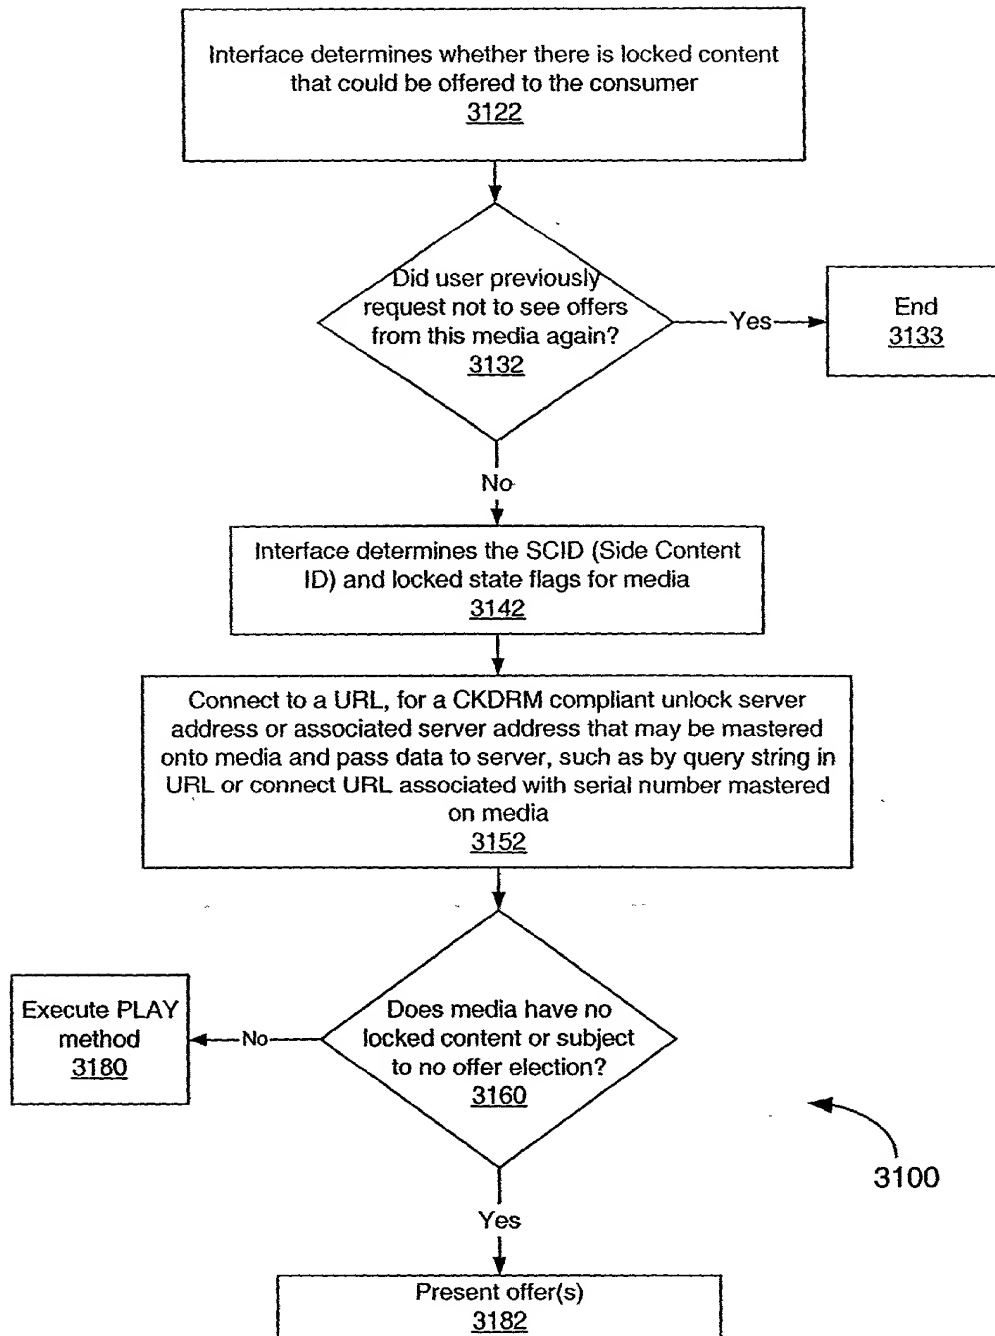 Interface determines whether there is locked content
that could be offered to the consumer
3122
Did user previously
request not to see offers
from this media again?
3132
Yes
End
3133
No
Interface determines the SCID (Side Content
ID) and locked state flags for media
3142
Connect to a URL, for a CKDRM compliant unlock server
address or associated server address that may be mastered
onto media and pass data to server, such as by query string in
URL or connect URL associated with serial number mastered
on media
3152
Execute PLAY
method
3180
No
Does media have no
locked content or subject
to no offer election?
3160
3100
Yes
Present offer(s)
3182